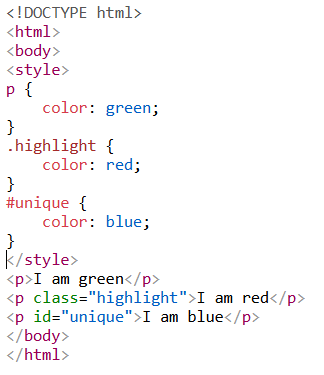 <!DOCTYPE html>
<html>
<body>
<style>
p {
    color: green;
}
.highlight {
    color: red;
}
#unique {
    color: blue;
}
</style>
<p>I am green</p>
<p class="highlight">I am red</p>
<p id="unique">I am blue</p>
</body>
</html>